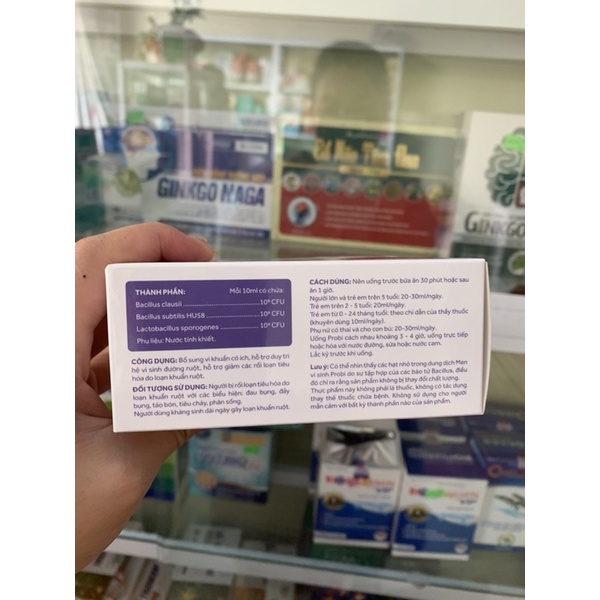 GINKGO NAGA
GINKGO
THÀNH PHẦN: Mỗi 10ml có chứa:
Bacillus clausii 10⁹ CFU
Bacillus subtilis HU58 10⁹ CFU
Lactobacillus sporogenes 10⁹ CFU
Phụ liệu: Nước tinh khiết.
CÔNG DỤNG: Bổ sung vi khuẩn có ích, hỗ trợ duy trì
hệ vi sinh đường ruột, hỗ trợ giảm các rối loạn tiêu
hóa do loạn khuẩn ruột.
ĐỐI TƯỢNG SỬ DỤNG: Người bị rối loạn tiêu hóa do
loạn khuẩn ruột với các biểu hiện: đau bụng, đầy
bụng, táo bón, tiêu chảy, phân sống.
Người dùng kháng sinh dài ngày gây loạn khuẩn ruột.
CÁCH DÙNG: Nên uống trước bữa ăn 30 phút hoặc sau
ăn 1 giờ.
Người lớn và trẻ em trên 5 tuổi: 20-30ml/ngày.
Trẻ em trên 2 - 5 tuổi: 20ml/ngày.
Trẻ em từ 0 - 24 tháng tuổi: theo chỉ dẫn của thầy thuốc
(khuyên dùng 10ml/ngày).
Phụ nữ có thai và cho con bú: 20-30ml/ngày.
Uống Probi cách nhau khoảng 3 - 4 giờ, uống trực tiếp
hoặc hòa với nước đường, sữa hoặc nước cam.
Lắc kỹ trước khi uống.
Lưu ý: Có thể nhìn thấy các hạt nhỏ trong dung dịch Men
vi sinh Probi do sự tập hợp của các bào tử Bacillus, điều
đó chỉ ra rằng sản phẩm không bị thay đổi chất lượng.
Thực phẩm này không phải là thuốc, không có tác dụng
thay thế thuốc chữa bệnh. Không sử dụng cho người
mẫn cảm với bất kỳ thành phần nào của sản phẩm.